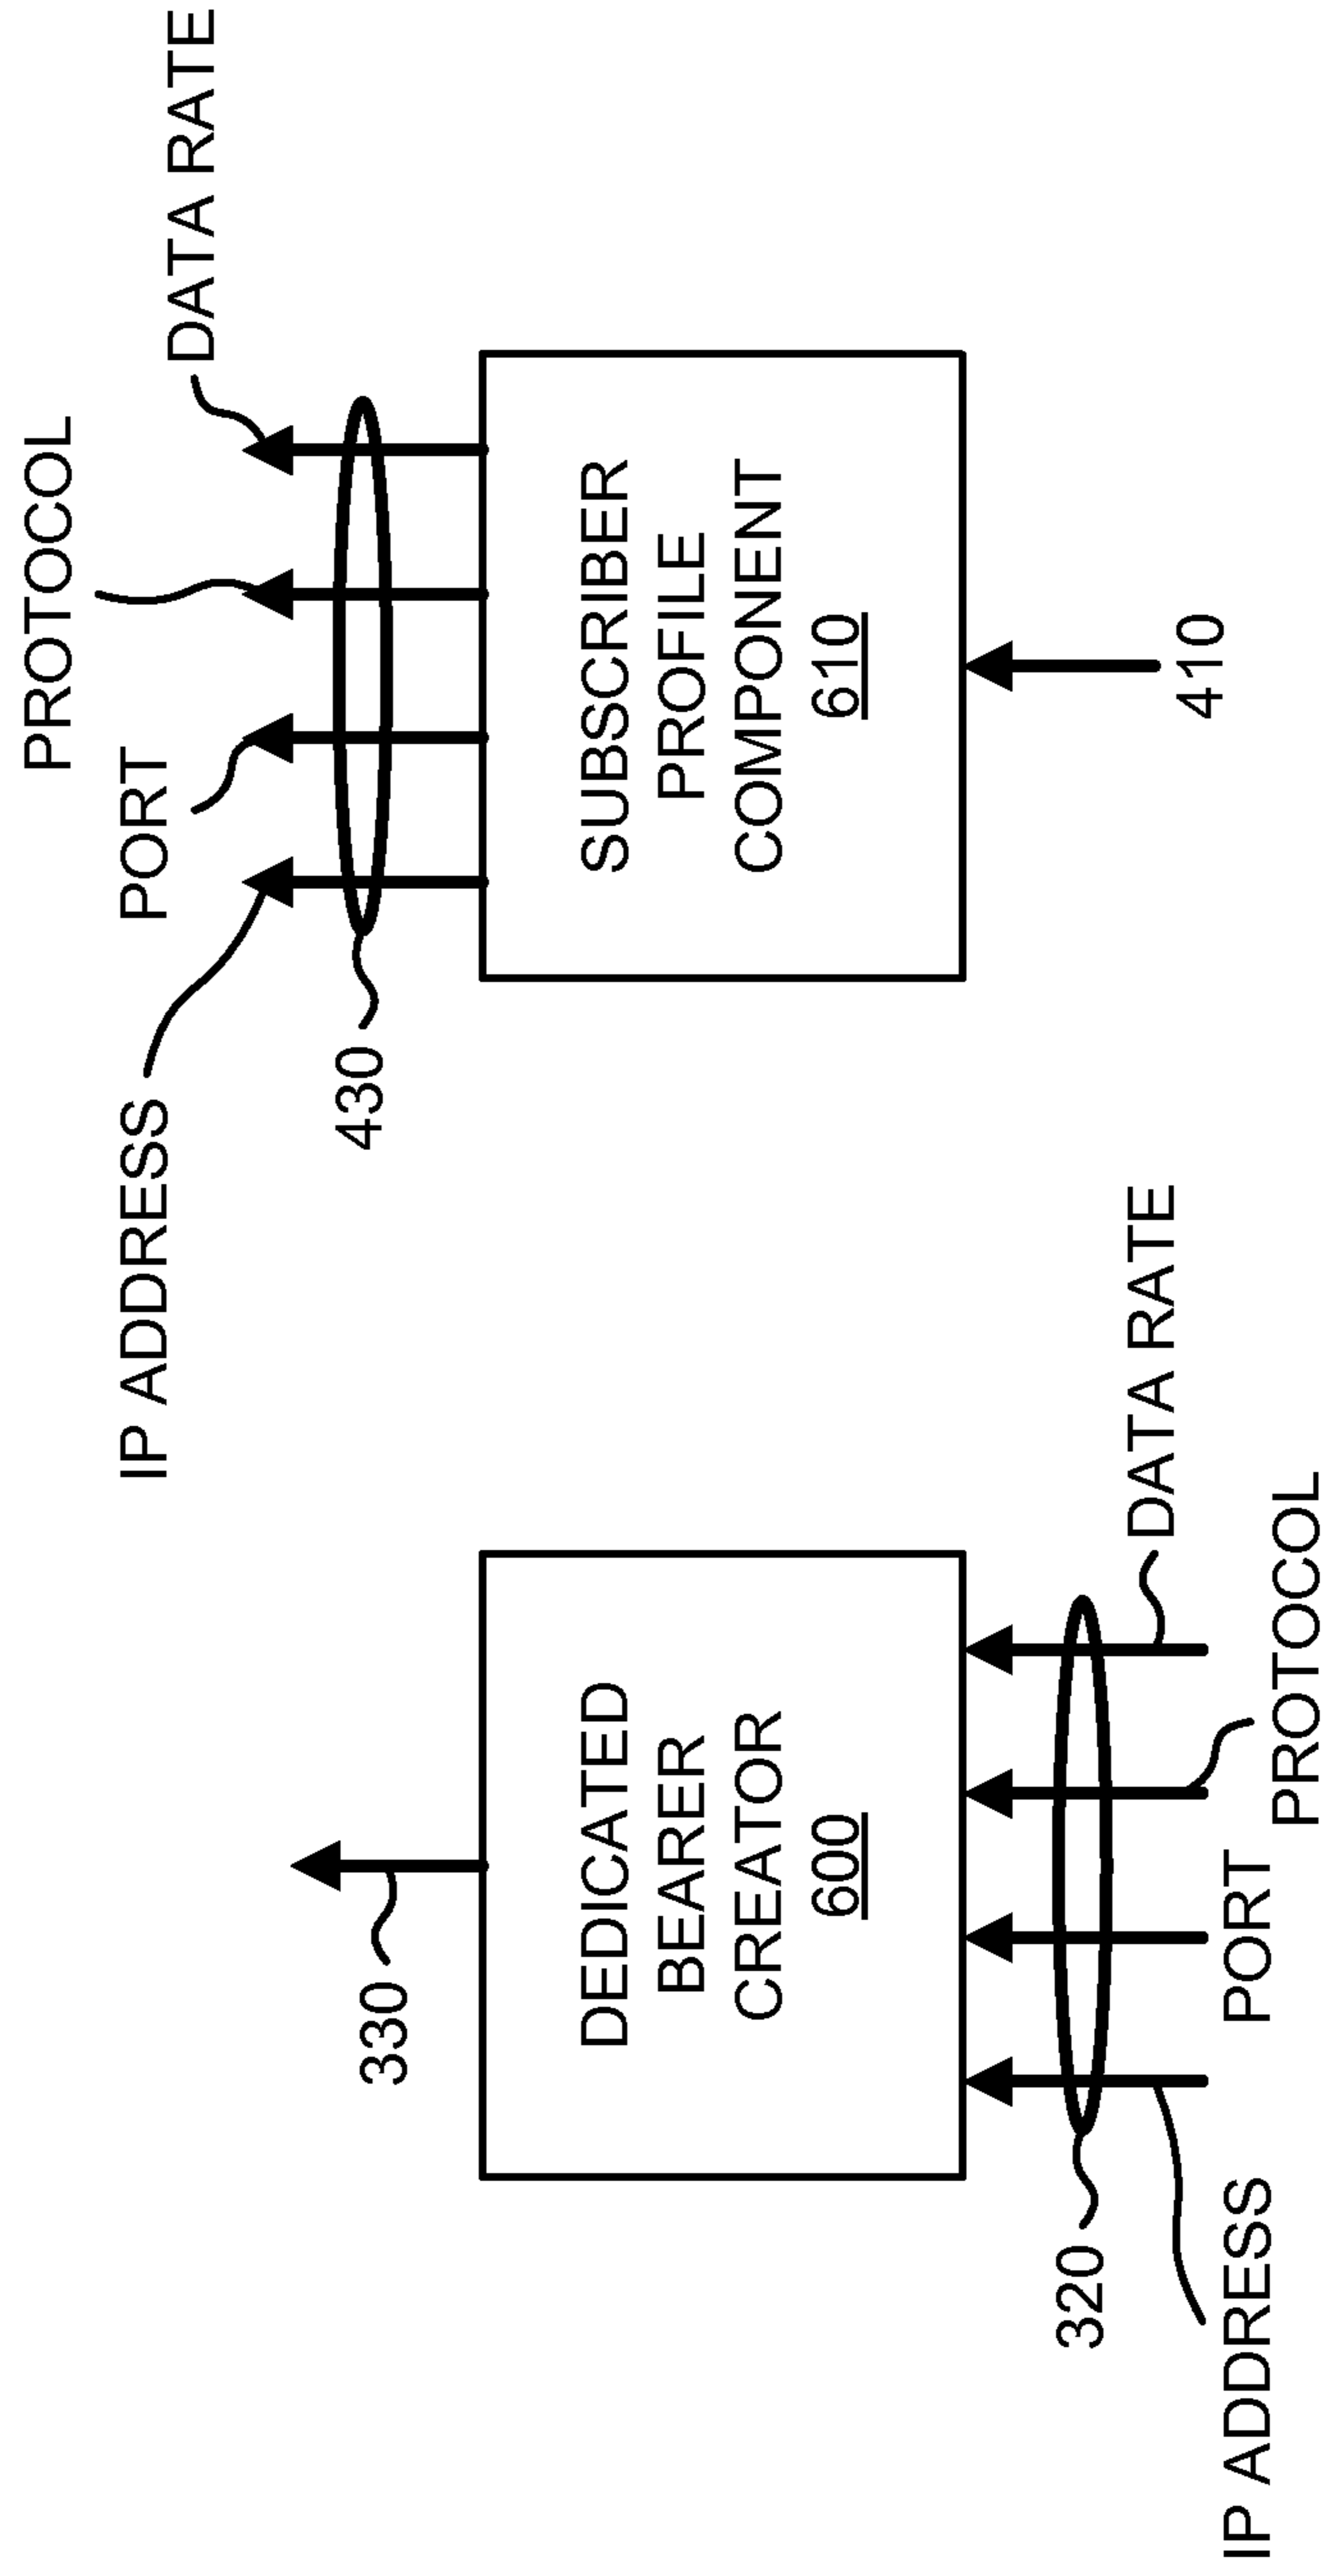 330
DEDICATED
BEARER
CREATOR
600
320
IP ADDRESS
PORT
PROTOCOL
DATA RATE
PROTOCOL
DATA RATE
PORT
IP ADDRESS
430
SUBSCRIBER
PROFILE
COMPONENT
610
410